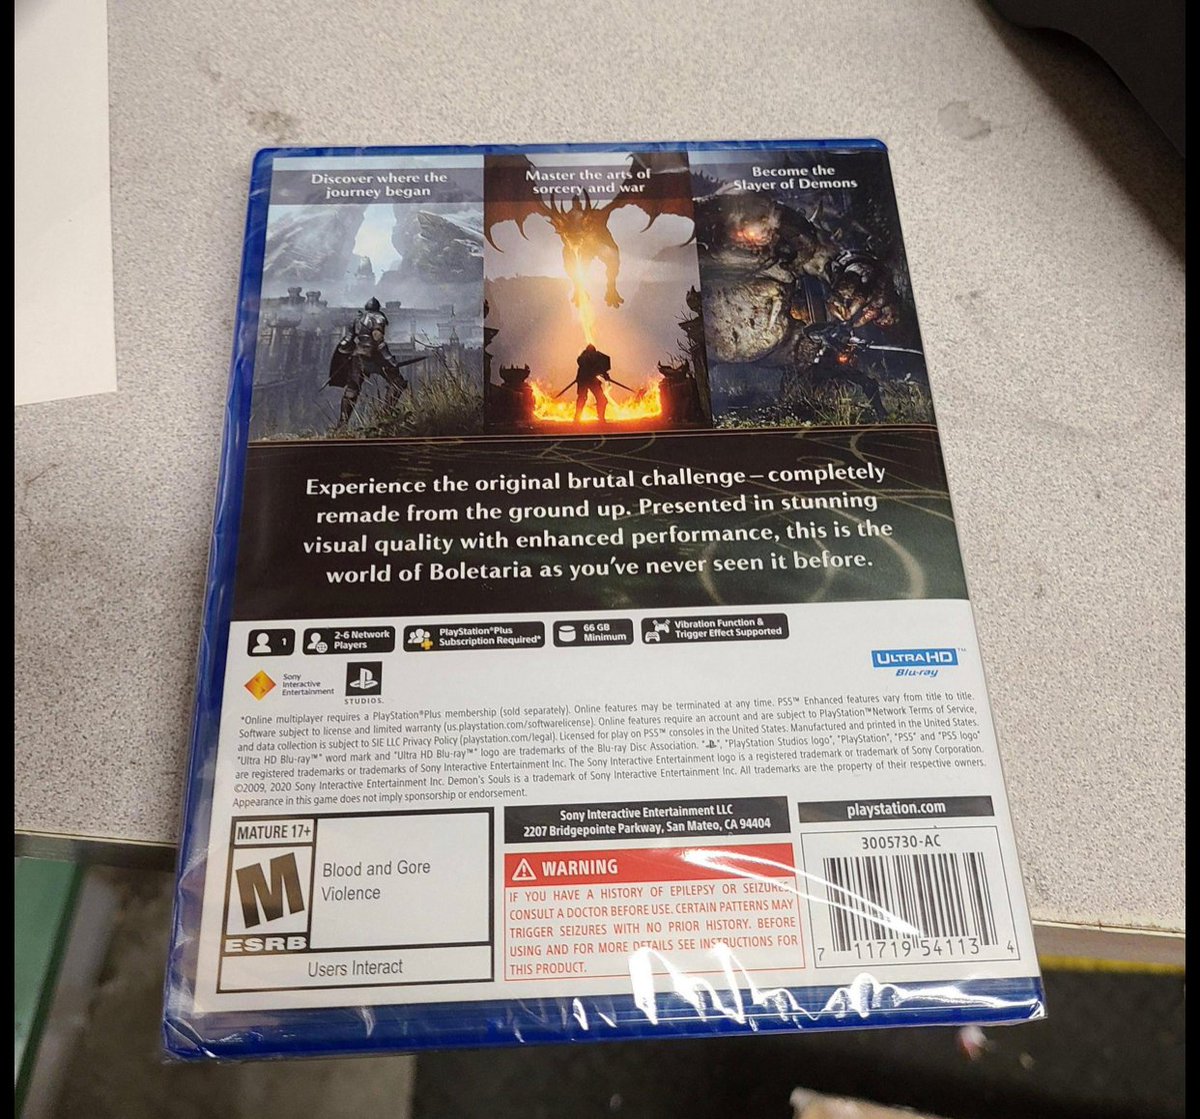 Discover where the
journey began
Master the arts of
sorcery and war
Become the
Slayer of Demons
Experience the original brutal challenge—completely
remade from the ground up. Presented in stunning
visual quality with enhanced performance, this is the
world of Boletaria as you've never seen it before.
1
2-6 Network
Players
PlayStation®Plus
Subscription Required*
66 GB
Minimum
Vibration Function &
Trigger Effect Supported
Sony
Interactive
Entertainment
STUDIOS.
ULTRA HD™
Blu-ray
*Online multiplayer requires a PlayStation®Plus membership (sold separately). Online features may be terminated at any time. PS5™ Enhanced features vary from title to title.
Software subject to license and limited warranty (us.playstation.com/softwarelicense). Online features require an account and are subject to PlayStation™Network Terms of Service,
and data collection is subject to SIE LLC Privacy Policy (playstation.com/legal). Licensed for play on PS5™ consoles in the United States. Manufactured and printed in the United States.
"Ultra HD Blu-ray™" word mark and "Ultra HD Blu-ray™" logo are trademarks of the Blu-ray Disc Association. " ", "PlayStation Studios logo", "PlayStation", "PS5" and "PS5 logo"
are registered trademarks or trademarks of Sony Interactive Entertainment Inc. The Sony Interactive Entertainment logo is a registered trademark or trademark of Sony Corporation.
©2009, 2020 Sony Interactive Entertainment Inc. Demon's Souls is a trademark of Sony Interactive Entertainment Inc. All trademarks are the property of their respective owners.
Appearance in this game does not imply sponsorship or endorsement.
MATURE 17+
M
ESRB
Blood and Gore
Violence
Users Interact
Sony Interactive Entertainment LLC
2207 Bridgepointe Parkway, San Mateo, CA 94404
WARNING
IF YOU HAVE A HISTORY OF EPILEPSY OR SEIZURES,
CONSULT A DOCTOR BEFORE USE. CERTAIN PATTERNS MAY
TRIGGER SEIZURES WITH NO PRIOR HISTORY. BEFORE
USING AND FOR MORE DETAILS SEE INSTRUCTIONS FOR
THIS PRODUCT.
playstation.com
3005730-AC
7 11719 54113 4